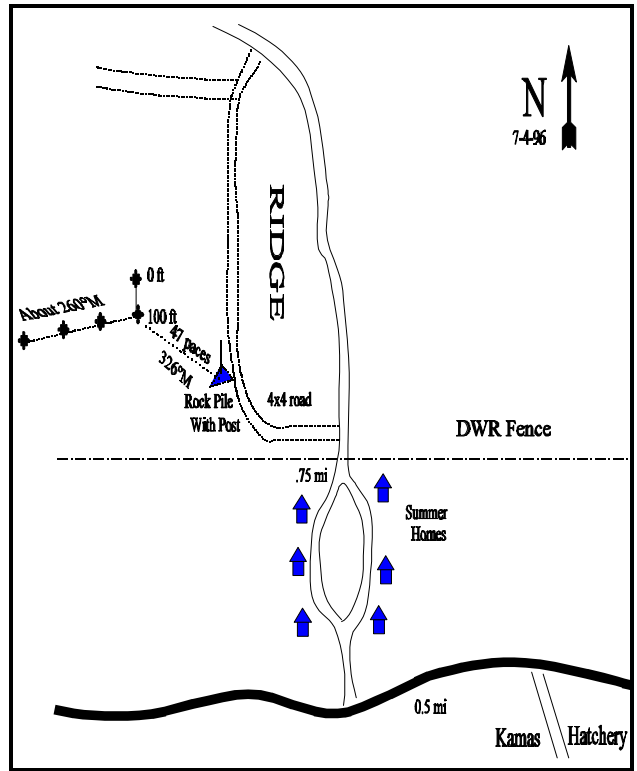 N
7-4-96
RIDGE
0 ft
About 260°M
100 ft
47 paces
326°M
Rock Pile
With Post
4x4 road
DWR Fence
.75 mi
Summer
Homes
0.5 mi
Kamas
Hatchery